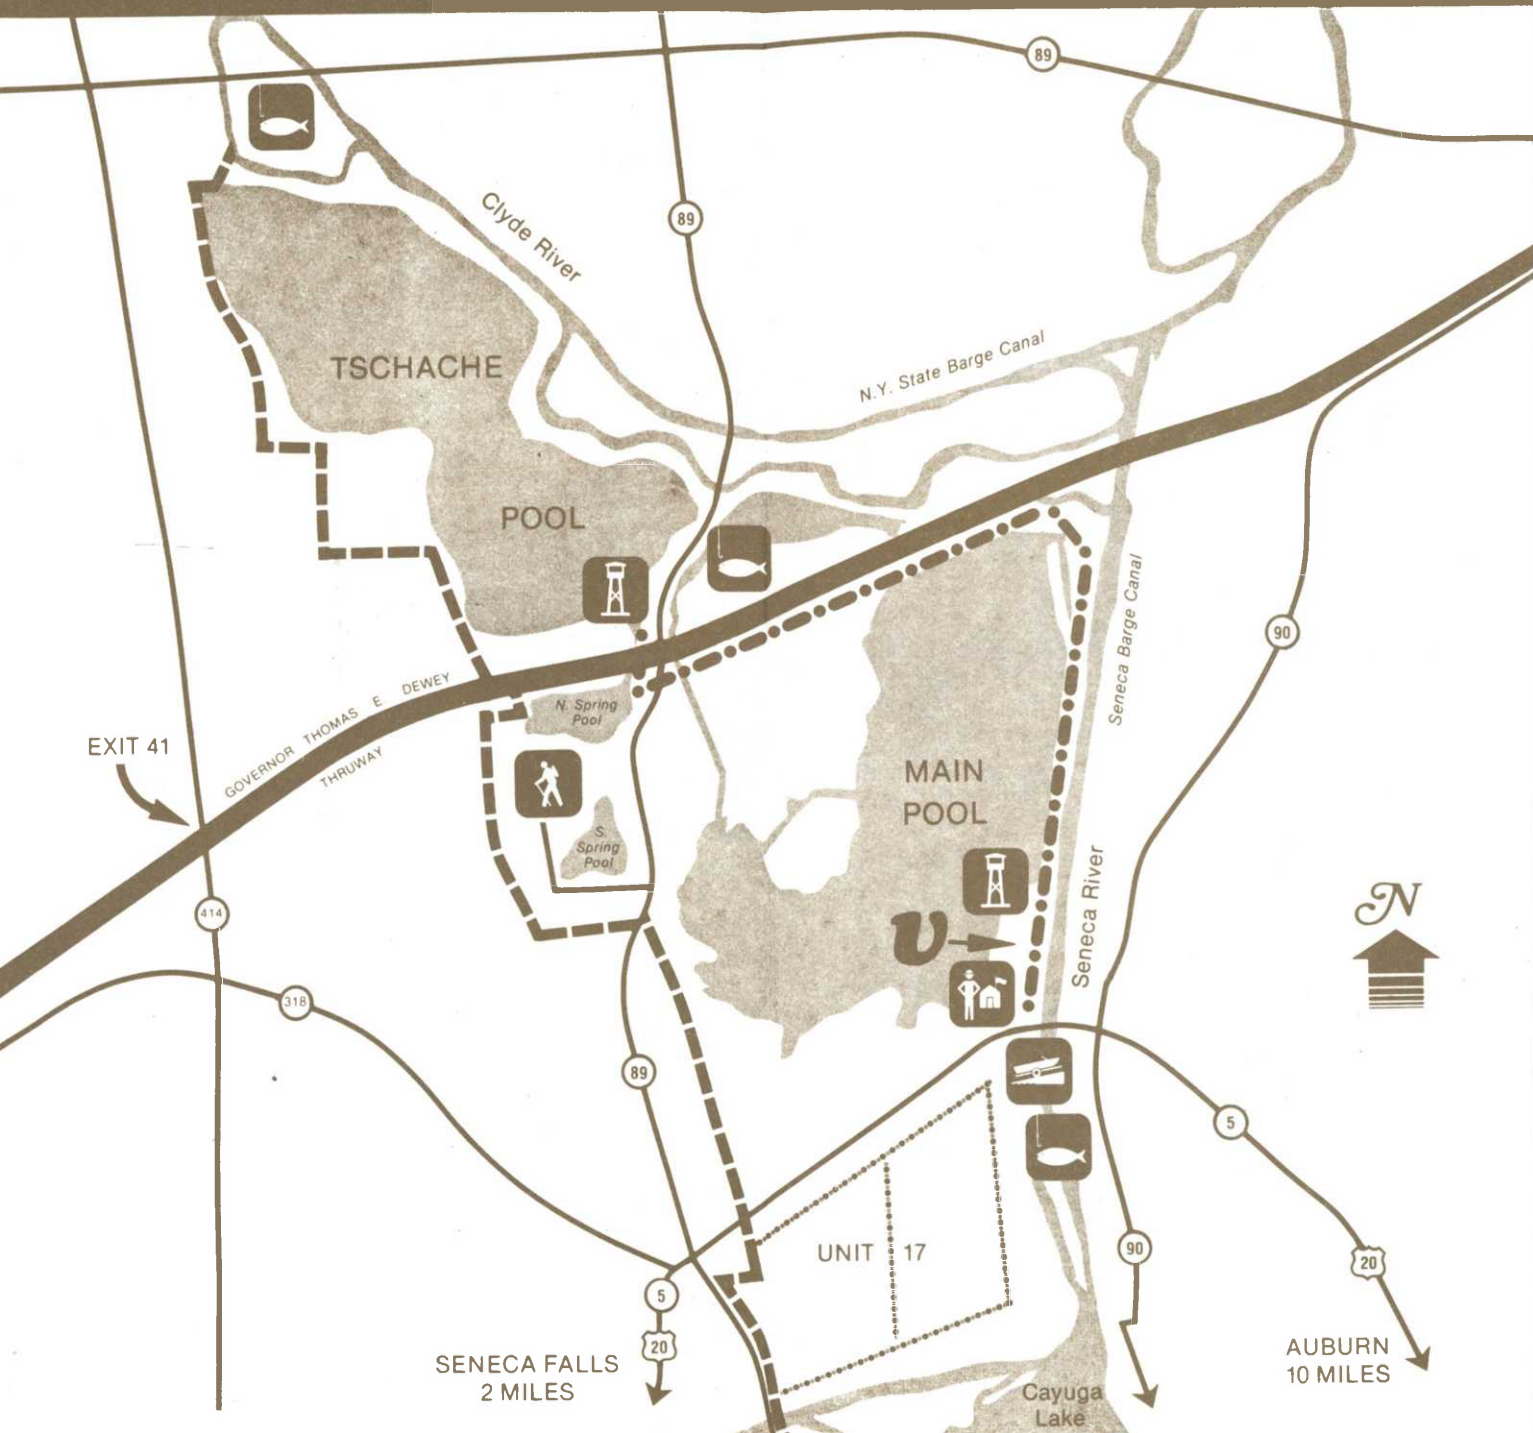 89
Clyde River
89
N.Y. State Barge Canal
TSCHACHE
POOL
Seneca Barge Canal
90
GOVERNOR THOMAS E DEWEY
THRUWAY
N. Spring
Pool
EXIT 41
MAIN
POOL
S.
Spring
Pool
Seneca River
414
U
N
318
89
5
UNIT 17
90
20
5
20
SENECA FALLS
2 MILES
AUBURN
10 MILES
Cayuga
Lake